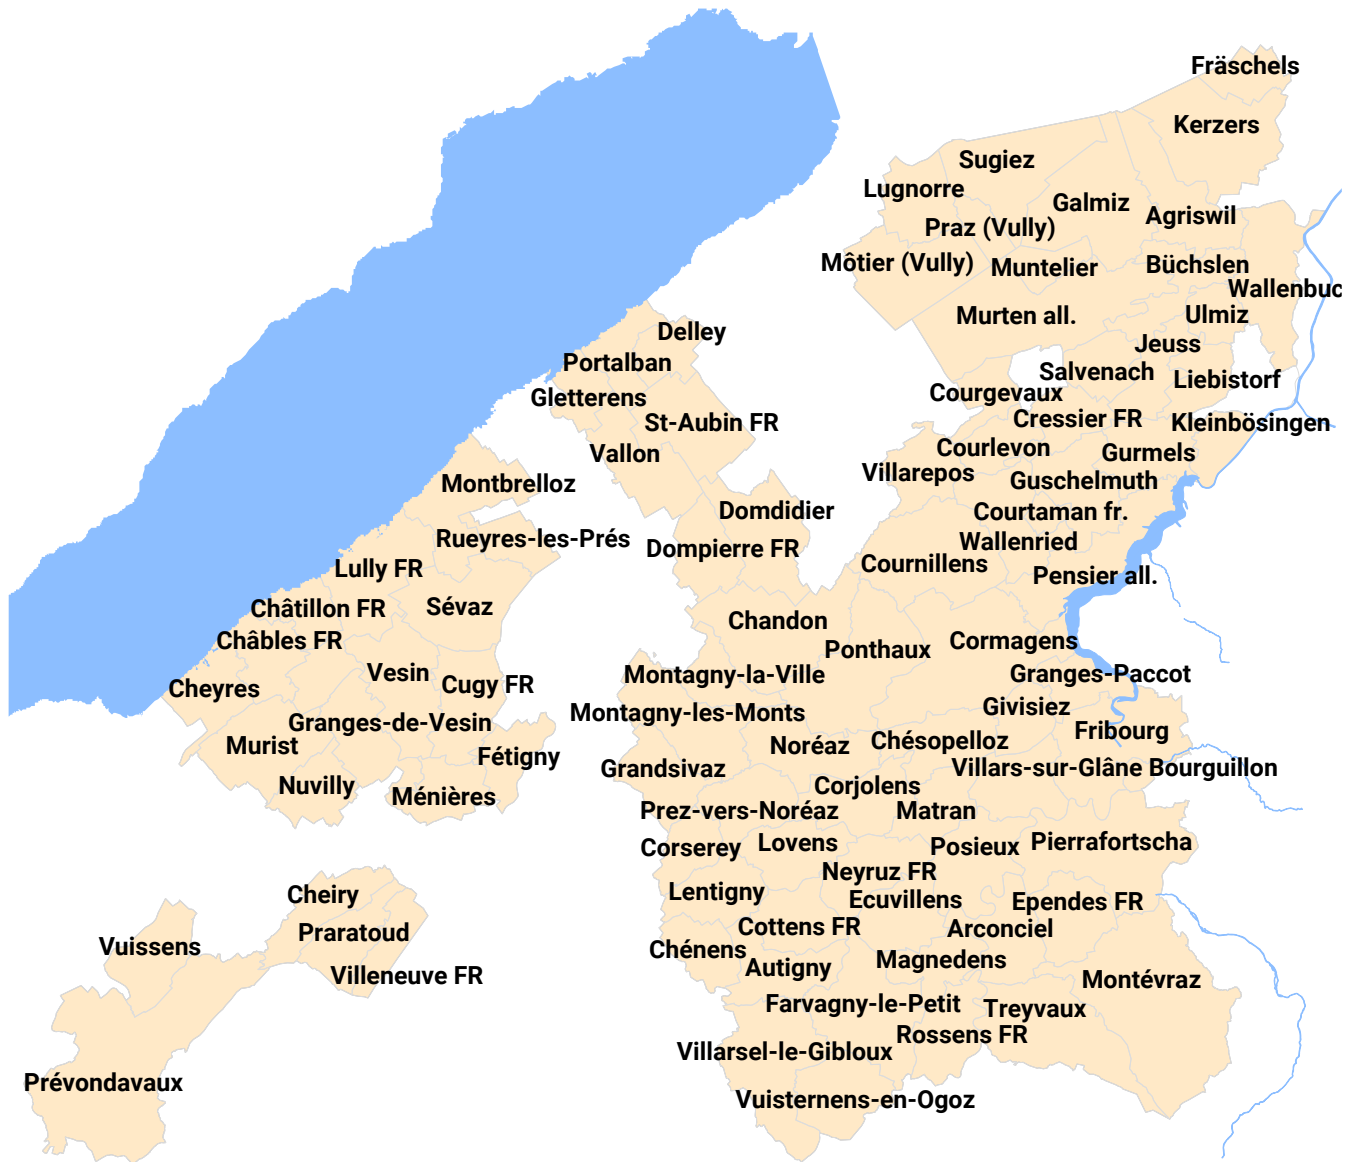 Fräschels
Kerzers
Sugiez
Lugnorre
Galmiz
Agriswil
Praz (Vully)
Môtier (Vully)
Muntelier
Büchslen
Wallenbuc
Murten all.
Ulmiz
Delley
Jeuss
Portalban
Salvenach
Liebistorf
Gletterens
Courgevaux
St-Aubin FR
Cressier FR
Kleinbösingen
Vallon
Courlevon
Gurmels
Villarepos
Guschelmuth
Montbrelloz
Domdidier
Courtaman fr.
Rueyres-les-Prés
Dompierre FR
Wallenried
Cournillens
Lully FR
Pensier all.
Châtillon FR
Sévaz
Chandon
Châbles FR
Ponthaux
Cormagens
Vesin
Montagny-la-Ville
Granges-Paccot
Cheyres
Cugy FR
Montagny-les-Monts
Givisiez
Granges-de-Vesin
Fribourg
Murist
Noréaz
Chésopelloz
Fétigny
Grandsivaz
Villars-sur-Glâne
Bourguillon
Nuvilly
Corjolens
Ménières
Prez-vers-Noréaz
Matran
Corserey
Lovens
Posieux
Pierrafortscha
Neyruz FR
Cheiry
Lentigny
Ecuvillens
Ependes FR
Praratoud
Cottens FR
Arconciel
Vuissens
Chénens
Autigny
Magnedens
Villeneuve FR
Montévraz
Farvagny-le-Petit
Treyvaux
Rossens FR
Villarsel-le-Gibloux
Prévondavaux
Vuisternens-en-Ogoz